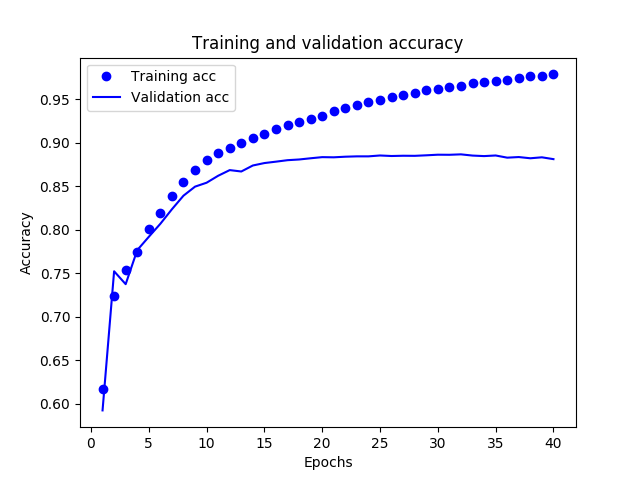 Training and validation accuracy
Training acc
Validation acc
0.95
0.90
0.85
0.80
0.75
0.70
0.65
0.60
Accuracy
0 5 10 15 20 25 30 35 40
Epochs